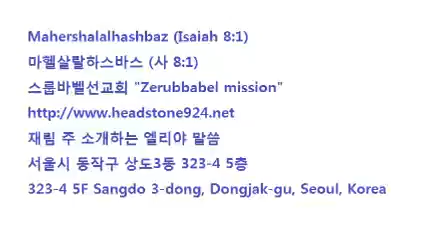 Mahershalalhashbaz (Isaiah 8:1)
마헬살랄하스바스 (사 8:1)
스룹바벨선교회 "Zerubbabel mission"
http://www.headstone924.net
재림 주 소개하는 엘리야 말씀
서울시 동작구 상도3동 323-4 5층
323-4 5F Sangdo 3-dong, Dongjak-gu, Seoul, Korea